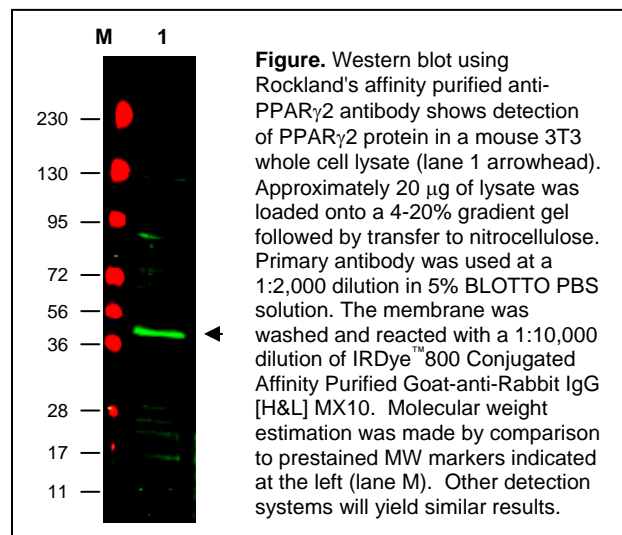 M 1
230
130
95
72
56
36
28
17
11
Figure. Western blot using
Rockland's affinity purified anti-
PPARγ2 antibody shows detection
of PPARγ2 protein in a mouse 3T3
whole cell lysate (lane 1 arrowhead).
Approximately 20 μg of lysate was
loaded onto a 4-20% gradient gel
followed by transfer to nitrocellulose.
Primary antibody was used at a
1:2,000 dilution in 5% BLOTTO PBS
solution. The membrane was
washed and reacted with a 1:10,000
dilution of IRDye™800 Conjugated
Affinity Purified Goat-anti-Rabbit IgG
[H&L] MX10. Molecular weight
estimation was made by comparison
to prestained MW markers indicated
at the left (lane M). Other detection
systems will yield similar results.